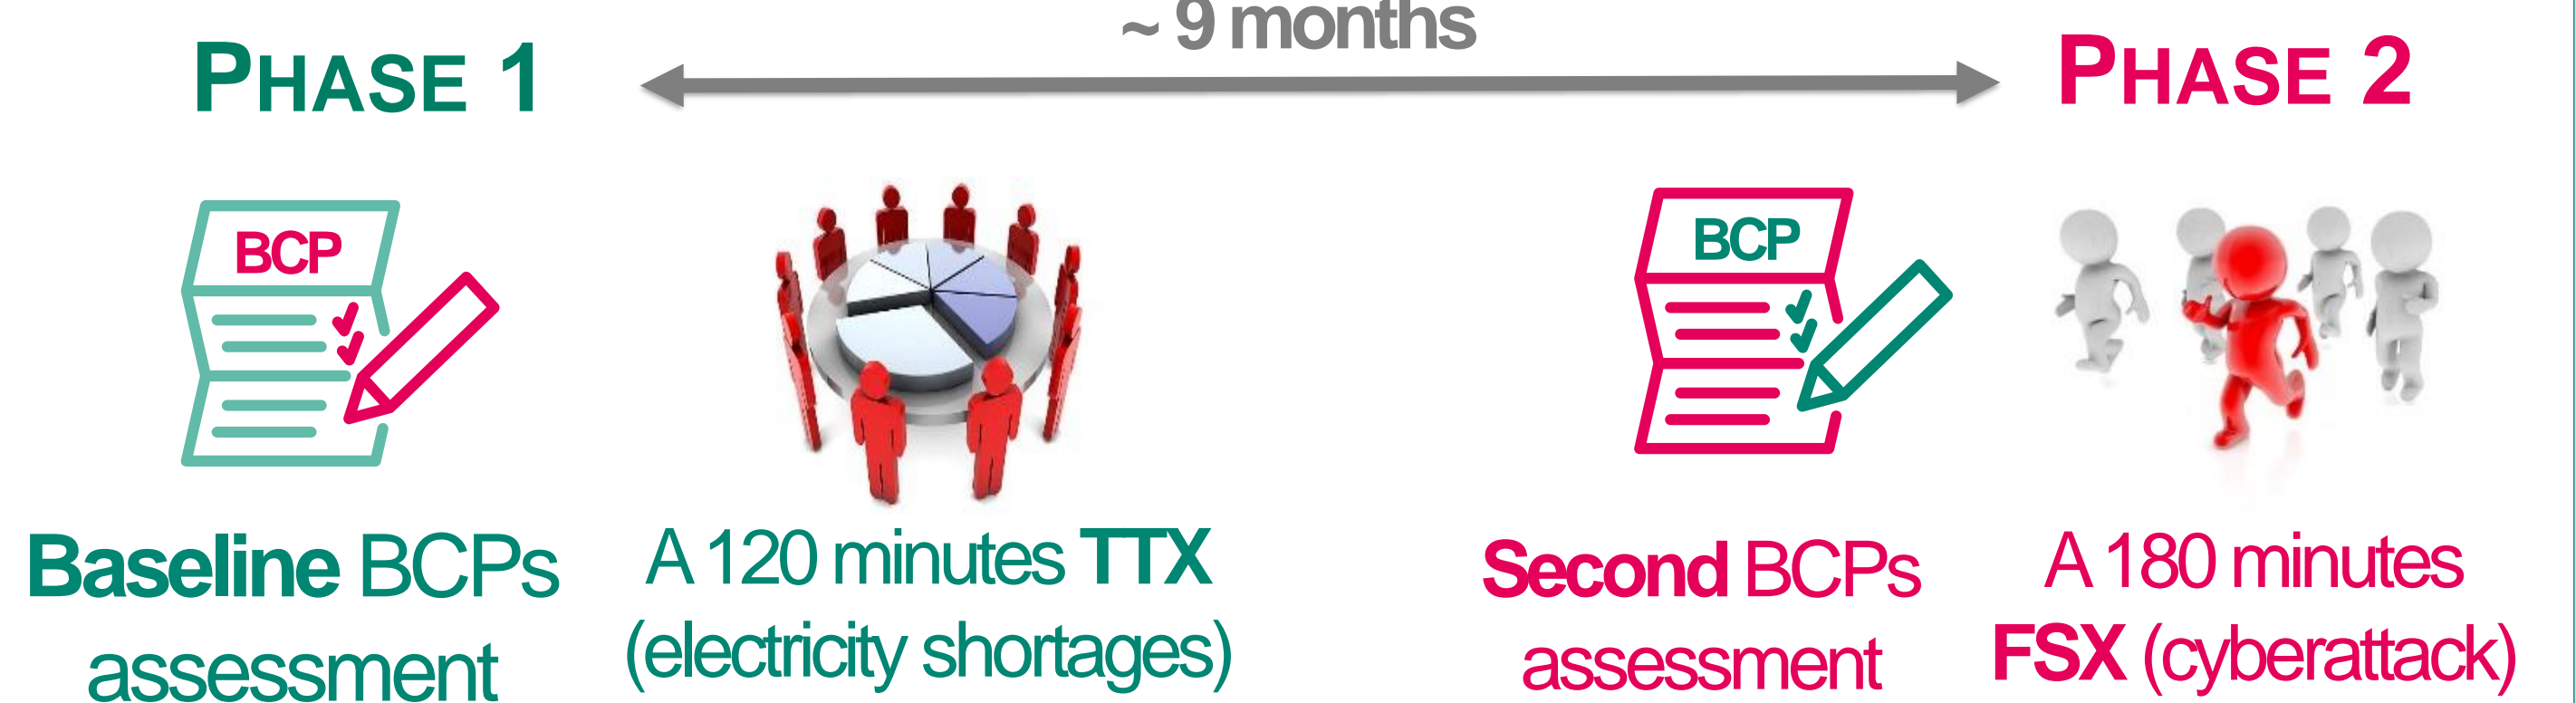 ~ 9 months
PHASE 1
PHASE 2
BCP
BCP
Baseline BCPs
assessment
A 120 minutes TTX
(electricity shortages)
Second BCPs
assessment
A 180 minutes
FSX (cyberattack)